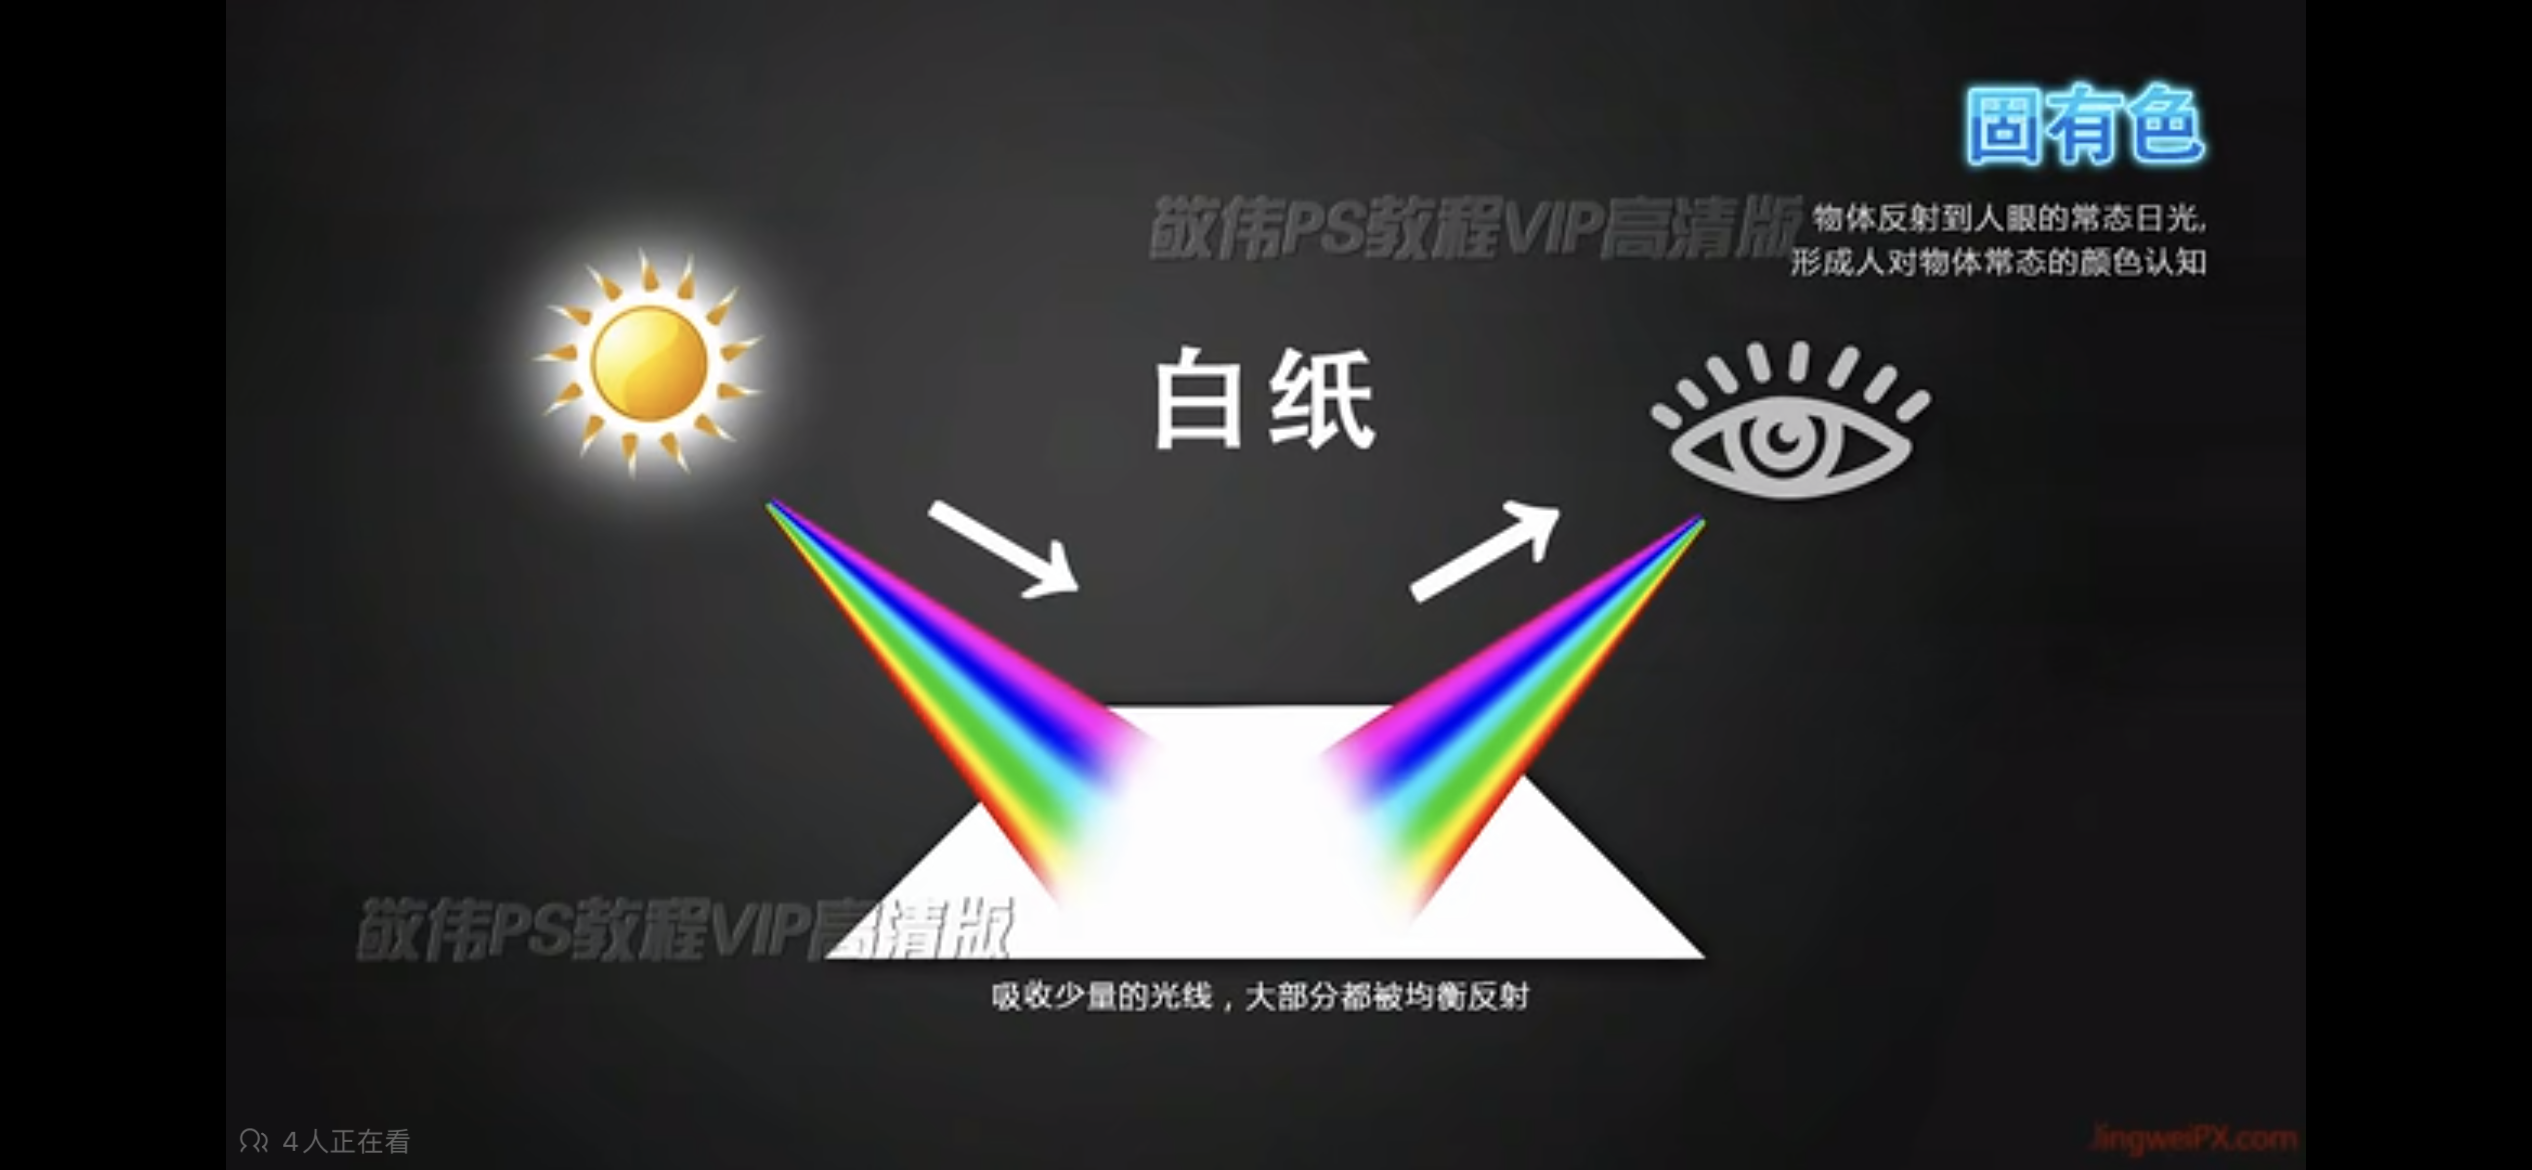 固有色
敬伟PS教程VIP高清版
物体反射到人眼的常态日光,
形成人对物体常态的颜色认知
白纸
敬伟PS教程VIP高清版
吸收少量的光线，大部分都被均衡反射
4人正在看
JingweiPX.com